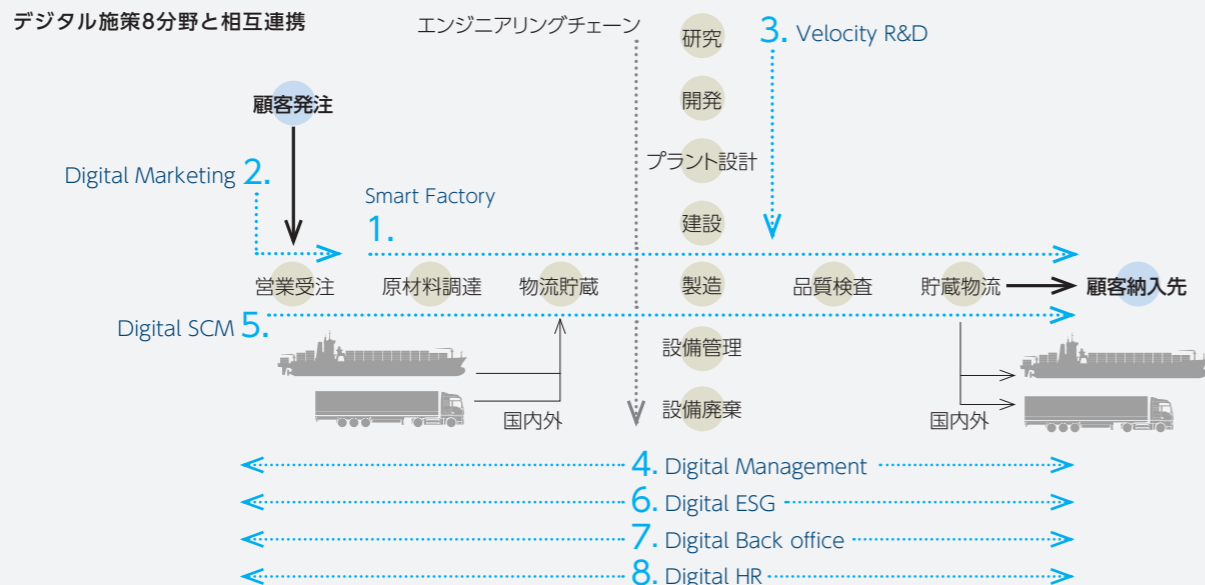 デジタル施策8分野と相互連携
エンジニアリングチェーン
研究
3. Velocity R&D
開発
顧客発注
プラント設計
Digital Marketing 2.
Smart Factory
1.
建設
営業受注
原材料調達
物流貯蔵
製造
品質検査
貯蔵物流
顧客納入先
Digital SCM 5.
設備管理
設備廃棄
国内外
国内外
4. Digital Management
6. Digital ESG
7. Digital Back office
8. Digital HR